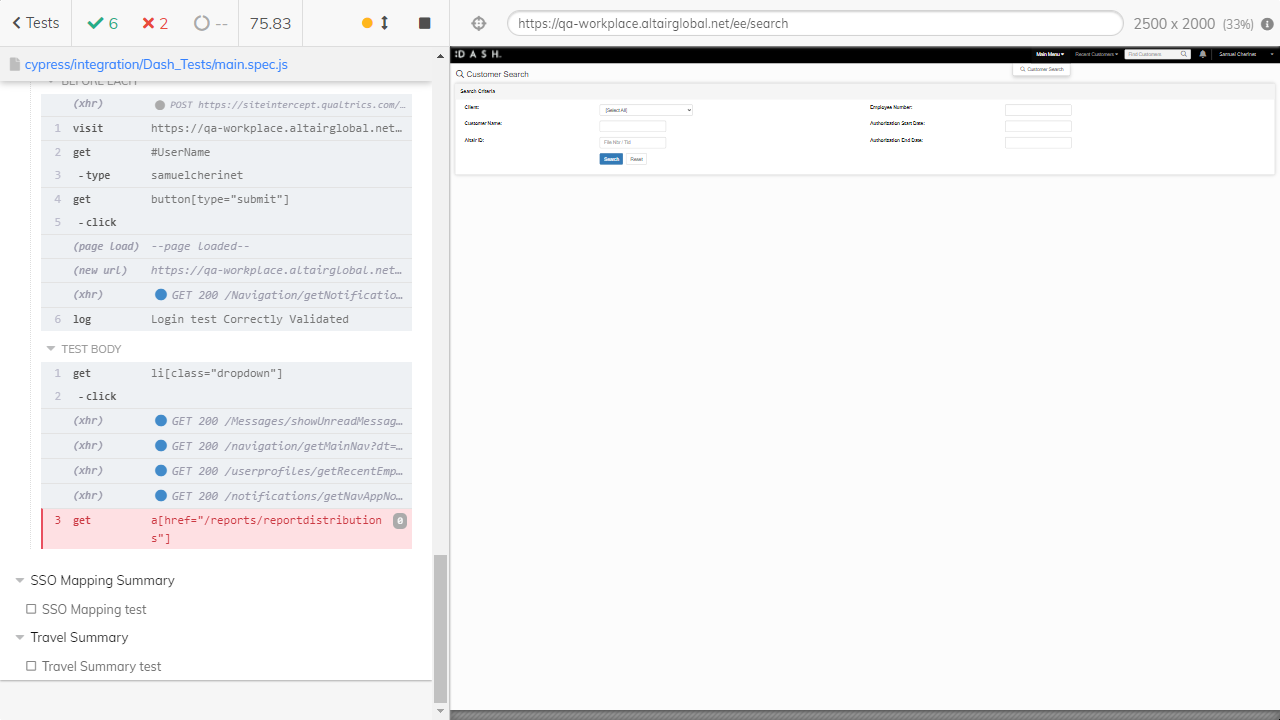 Tests
6
2
--
75.83
cypress/integration/Dash_Tests/main.spec.js
BEFORE EACH
(xhr) POST https://siteintercept.qualtrics.com/…
1 visit https://qa-workplace.altairglobal.net…
2 get #Username
3 -type samcherinet
4 get button[type="submit"]
5 -click
(page load) --page loaded--
(new url) https://qa-workplace.altairglobal.net…
(xhr) GET 200 /Navigation/getNotificatio…
6 log Login test Correctly Validated
TEST BODY
1 get li[class="dropdown"]
2 -click
(xhr) GET 200 /Messages/showUnreadMessag…
(xhr) GET 200 /navigation/getMainNav?dt=…
(xhr) GET 200 /userprofiles/getRecentEmp…
(xhr) GET 200 /notifications/getNavAppNo…
3 get a[href="/reports/reportdistribution
s"] 0
SSO Mapping Summary
SSO Mapping test
Travel Summary
Travel Summary test
https://qa-workplace.altairglobal.net/ee/search
2500 x 2000 (33%)
:DASH.
Main Menu
Recent Customers
Find Customers
Samuel Cherinet
Customer Search
Customer Search
Search Criteria
Client: [Select All] Employee Number:
Customer Name: Authorization Start Date:
Altair ID: File Nbr / TId Authorization End Date:
Search Reset